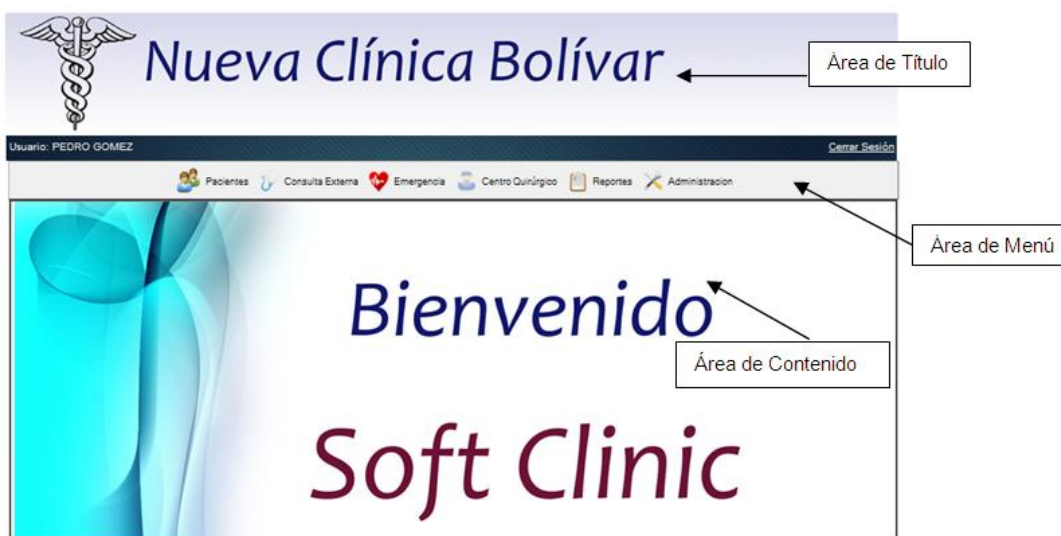 Nueva Clínica Bolívar
Área de Título
Usuario: PEDRO GOMEZ
Cerrar Sesión
Pacientes Consulta Externa Emergencia Centro Quirúrgico Reportes Administracion
Área de Menú
Bienvenido
Área de Contenido
Soft Clinic